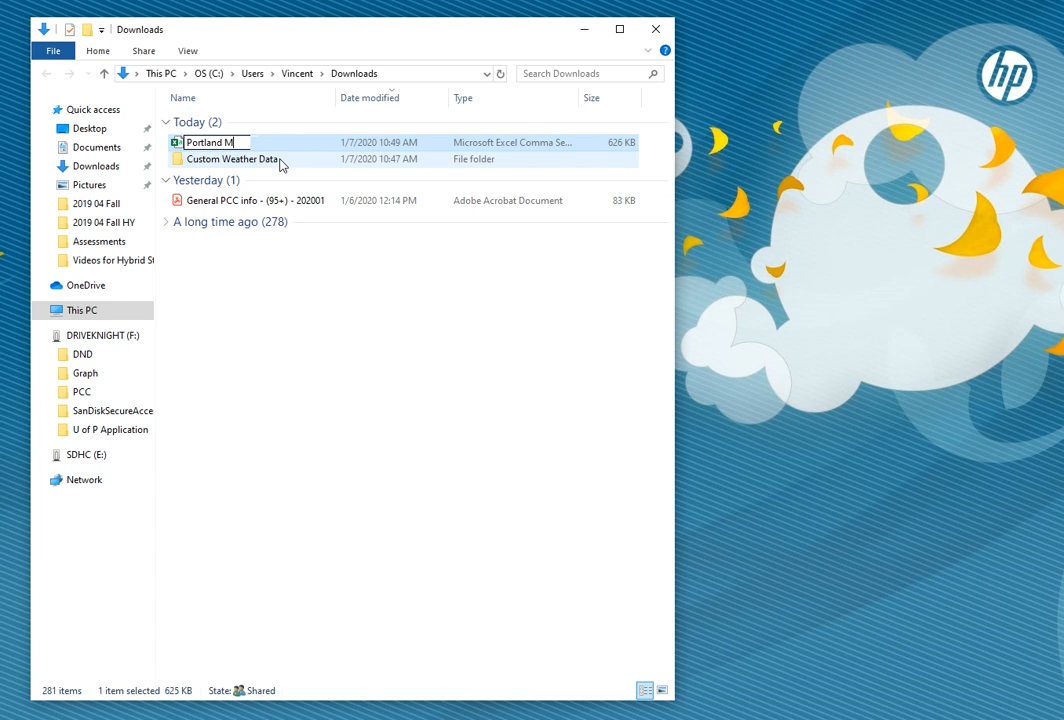 Downloads
File Home Share View
This PC OS (C:) Users Vincent Downloads Search Downloads
Name Date modified Type Size
Quick access
Desktop
Documents
Downloads
Pictures
2019 04 Fall
2019 04 Fall HY
Assessments
Videos for Hybrid St
OneDrive
This PC
DRIVEKNIGHT (F:)
DND
Graph
PCC
SanDiskSecureAcce
U of P Application
SDHC (E:)
Network
Today (2)
Portland M 1/7/2020 10:49 AM Microsoft Excel Comma Se... 626 KB
Custom Weather Data 1/7/2020 10:47 AM File folder
Yesterday (1)
General PCC info - (95+) - 202001 1/6/2020 12:14 PM Adobe Acrobat Document 83 KB
A long time ago (278)
281 items 1 item selected 625 KB State: Shared
hp